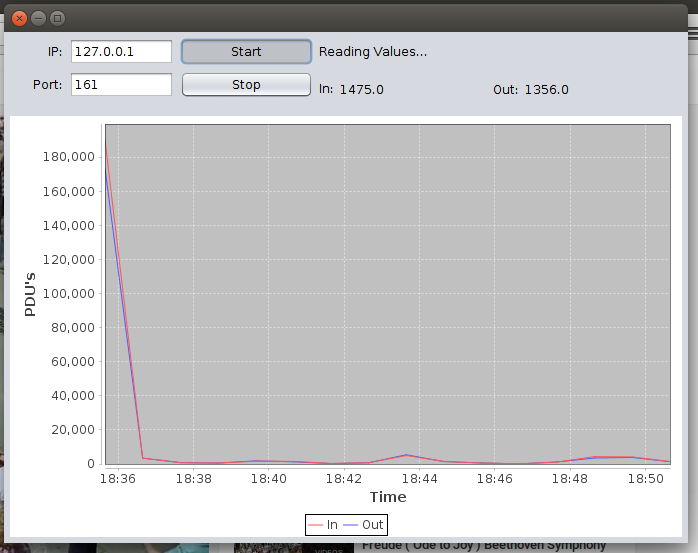 IP: 127.0.0.1 Start Reading Values...
Port: 161 Stop In: 1475.0 Out: 1356.0
PDU's
180,000
160,000
140,000
120,000
100,000
80,000
60,000
40,000
20,000
0
18:36 18:38 18:40 18:42 18:44 18:46 18:48 18:50
Time
In Out
Freude ( Ode to Joy ) Beethoven Symphony